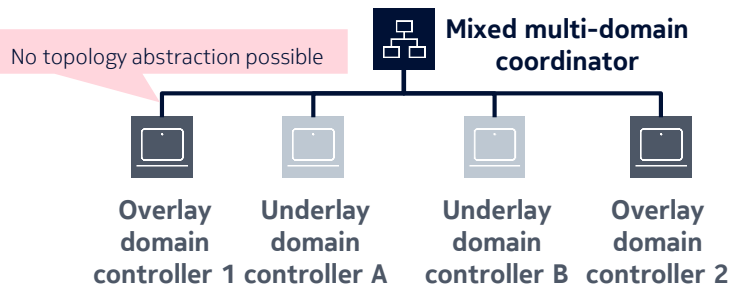 Mixed multi-domain
coordinator
No topology abstraction possible
Overlay
domain
controller 1
Underlay
domain
controller A
Underlay
domain
controller B
Overlay
domain
controller 2